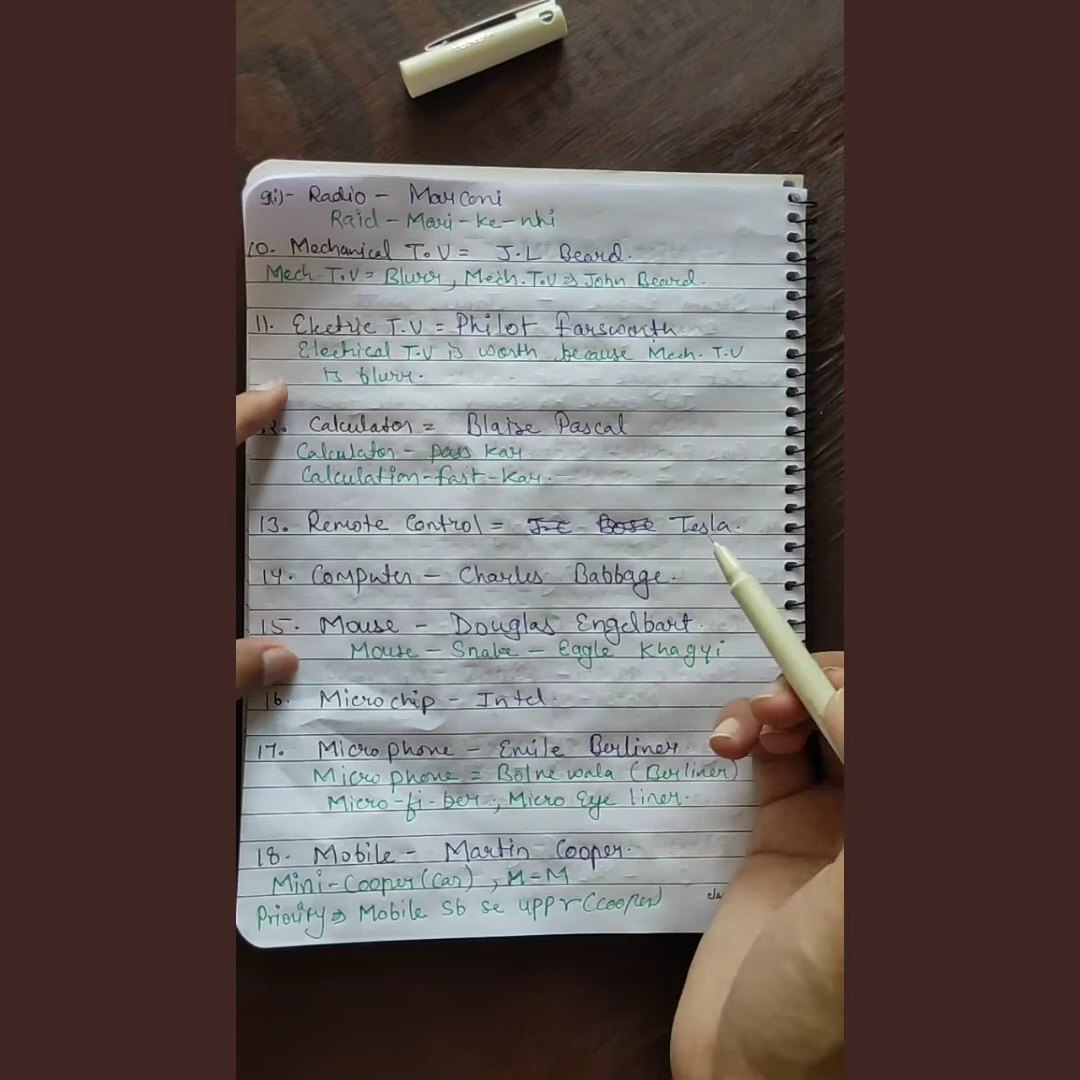 9(i)- Radio - Marconi
Raid - Mari - Ke - nhi
10. Mechanical T.V = J.L Beard.
Mech. T.V = Blurr, Mech. T.V => John Beard.
11. Electric T.V = Philot farsworth.
Electrical T.V is worth because Mech. T.V
is blurr.
12. Calculator = Blaise Pascal
Calculator - pass kar
Calculation-fast-Kar.
13. Remote Control = J.C Bose Tesla.
14. Computer - Charles Babbage.
15. Mouse - Douglas Engelbart.
Mouse - Snake - Eagle Khagyi
16. Microchip - Intel.
17. Microphone - Emile Berliner.
Microphone = Bolne wala (Berliner)
Micro-fi-ber, Micro Eye liner.
18. Mobile - Martin Cooper.
Mini-Cooper (Car), M=M
Priority => Mobile Sb se uppr (cooper)